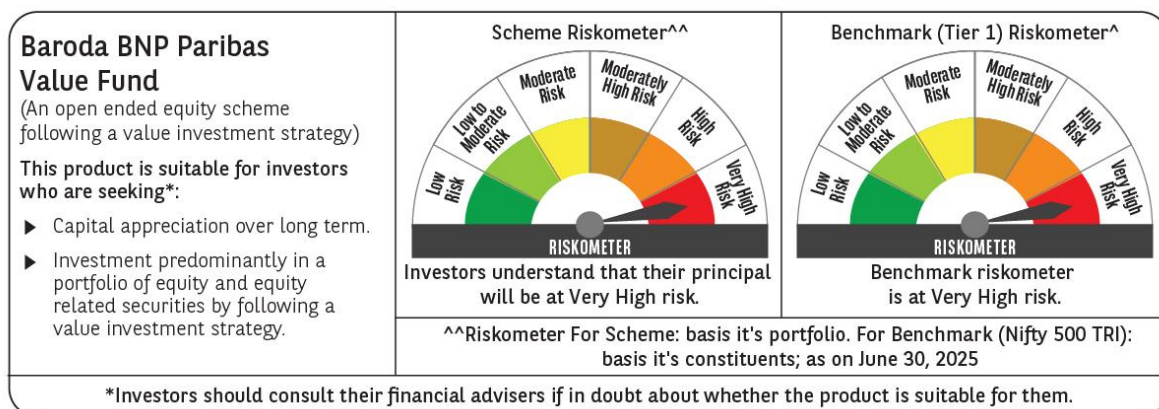 Baroda BNP Paribas
Value Fund
(An open ended equity scheme
following a value investment strategy)
This product is suitable for investors
who are seeking*:
▶ Capital appreciation over long term.
▶ Investment predominantly in a
portfolio of equity and equity
related securities by following a
value investment strategy.
Scheme Riskometer^^
Low
Risk
Low to
Moderate
Risk
Moderate
Risk
Moderately
High Risk
High
Risk
Very High
Risk
RISKOMETER
Investors understand that their principal
will be at Very High risk.
Benchmark (Tier 1) Riskometer^
Low
Risk
Low to
Moderate
Risk
Moderate
Risk
Moderately
High Risk
High
Risk
Very High
Risk
RISKOMETER
Benchmark riskometer
is at Very High risk.
^^Riskometer For Scheme: basis it's portfolio. For Benchmark (Nifty 500 TRI):
basis it's constituents; as on June 30, 2025
*Investors should consult their financial advisers if in doubt about whether the product is suitable for them.